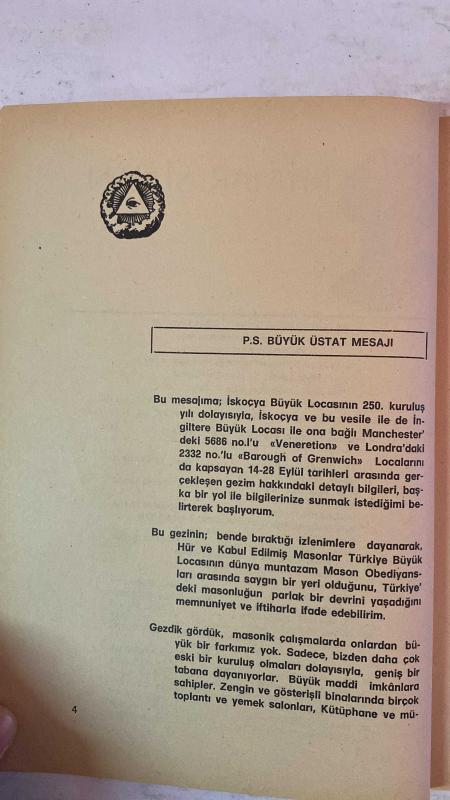 P.S. BÜYÜK ÜSTAT MESAJI
Bu mesajıma; İskoçya Büyük Locasının 250. kuruluş
yılı dolayısıyla, İskoçya ve bu vesile ile de İn-
giltere Büyük Locası ile ona bağlı Manchester'
deki 5686 no.l'u «Veneretion» ve Londra'daki
2332 no.'lu «Barough of Grenwich» Localarını
da kapsayan 14-28 Eylül tarihleri arasında ger-
çekleşen gezim hakkındaki detaylı bilgileri, baş-
ka bir yol ile bilgilerinize sunmak istediğimi be-
lirterek başlıyorum.
Bu gezinin; bende bıraktığı izlenimlere dayanarak,
Hür ve Kabul Edilmiş Masonlar Türkiye Büyük
Locasının dünya muntazam Mason Obediyans-
ları arasında saygın bir yeri olduğunu, Türkiye'
deki masonluğun parlak bir devrini yaşadığını
memnuniyet ve iftiharla ifade edebilirim.
Gezdik gördük, masonik çalışmalarda onlardan bü-
yük bir farkımız yok. Sadece, bizden daha çok
eski bir kuruluş olmaları dolayısıyla, geniş bir
tabana dayanıyorlar. Büyük maddi imkânlara
sahipler. Zengin ve gösterişli binalarında birçok
toplantı ve yemek salonları, Kütüphane ve mü-
4